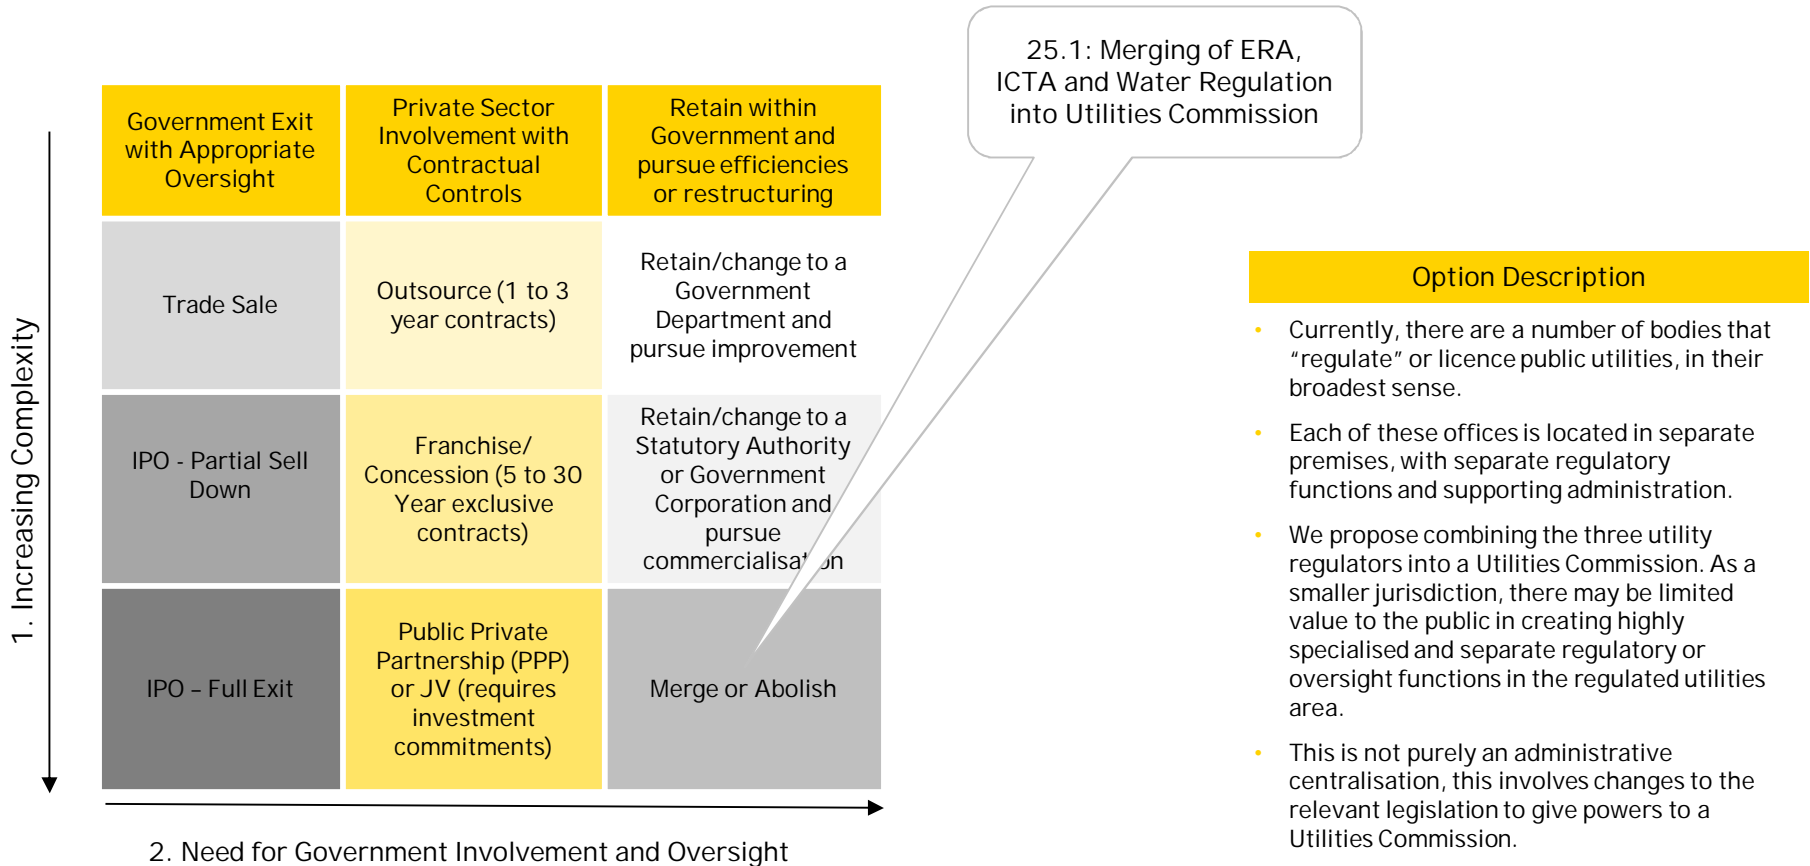 25.1: Merging of ERA,
ICTA and Water Regulation
into Utilities Commission
Government Exit
with Appropriate
Oversight
Private Sector
Involvement with
Contractual
Controls
Retain within
Government and
pursue efficiencies
or restructuring
Trade Sale
Outsource (1 to 3
year contracts)
Retain/change to a
Government
Department and
pursue improvement
IPO - Partial Sell
Down
Franchise/
Concession (5 to 30
Year exclusive
contracts)
Retain/change to a
Statutory Authority
or Government
Corporation and
pursue
commercialisation
IPO – Full Exit
Public Private
Partnership (PPP)
or JV (requires
investment
commitments)
Merge or Abolish
1. Increasing Complexity
2. Need for Government Involvement and Oversight
Option Description
• Currently, there are a number of bodies that
“regulate” or licence public utilities, in their
broadest sense.
• Each of these offices is located in separate
premises, with separate regulatory
functions and supporting administration.
• We propose combining the three utility
regulators into a Utilities Commission. As a
smaller jurisdiction, there may be limited
value to the public in creating highly
specialised and separate regulatory or
oversight functions in the regulated utilities
area.
• This is not purely an administrative
centralisation, this involves changes to the
relevant legislation to give powers to a
Utilities Commission.